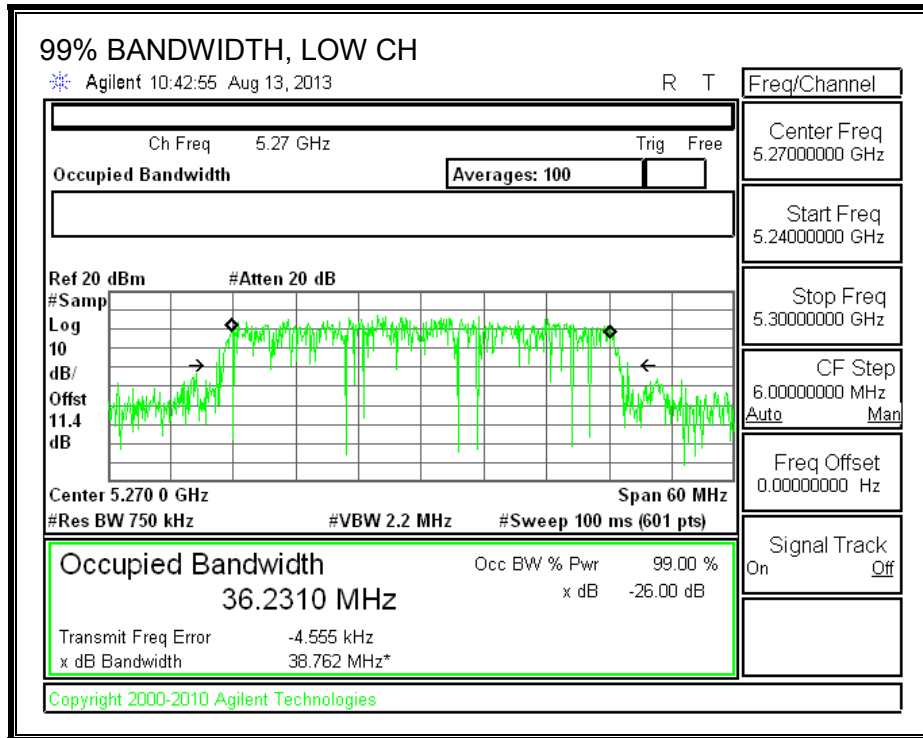 99% BANDWIDTH, LOW CH
Agilent 10:42:55 Aug 13, 2013 R T
Freq/Channel
Ch Freq 5.27 GHz Trig Free
Occupied Bandwidth Averages: 100
Center Freq
5.27000000 GHz
Start Freq
5.24000000 GHz
Stop Freq
5.30000000 GHz
CF Step
6.00000000 MHz
Auto Man
Freq Offset
0.00000000 Hz
Signal Track
On Off
Ref 20 dBm #Atten 20 dB
#Samp
Log
10
dB/
Offst
11.4
dB
Center 5.270 0 GHz Span 60 MHz
#Res BW 750 kHz #VBW 2.2 MHz #Sweep 100 ms (601 pts)
Occupied Bandwidth Occ BW % Pwr 99.00 %
36.2310 MHz x dB -26.00 dB
Transmit Freq Error -4.555 kHz
x dB Bandwidth 38.762 MHz*
Copyright 2000-2010 Agilent Technologies